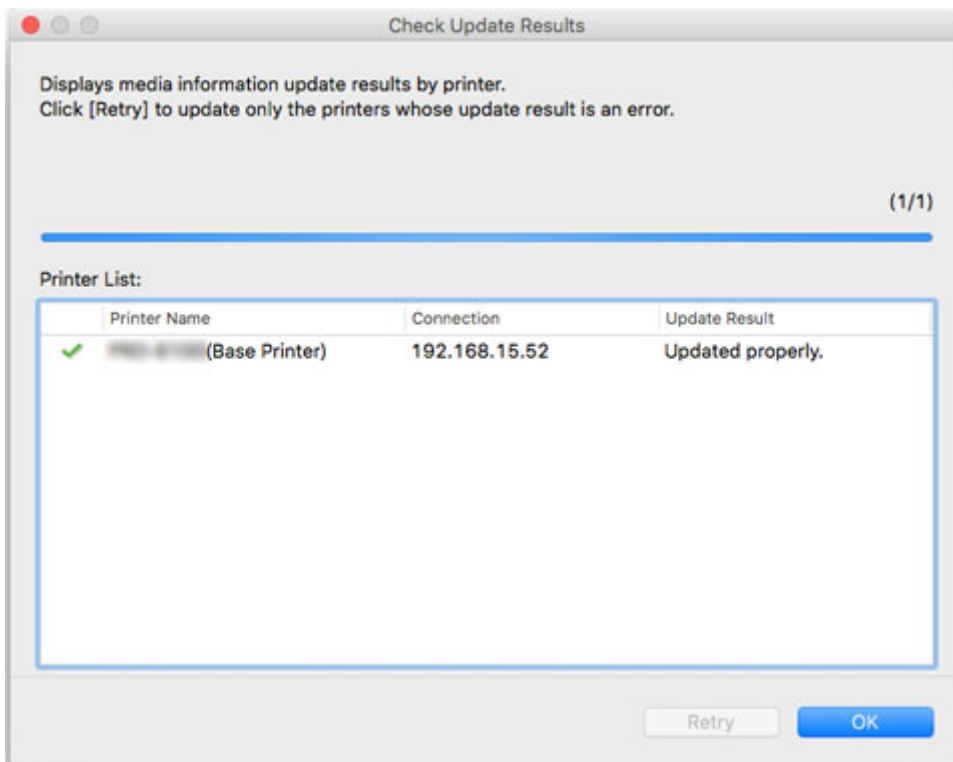 Check Update Results
Displays media information update results by printer.
Click [Retry] to update only the printers whose update result is an error.
(1/1)
Printer List:
Printer Name Connection Update Result
(Base Printer) 192.168.15.52 Updated properly.
Retry OK